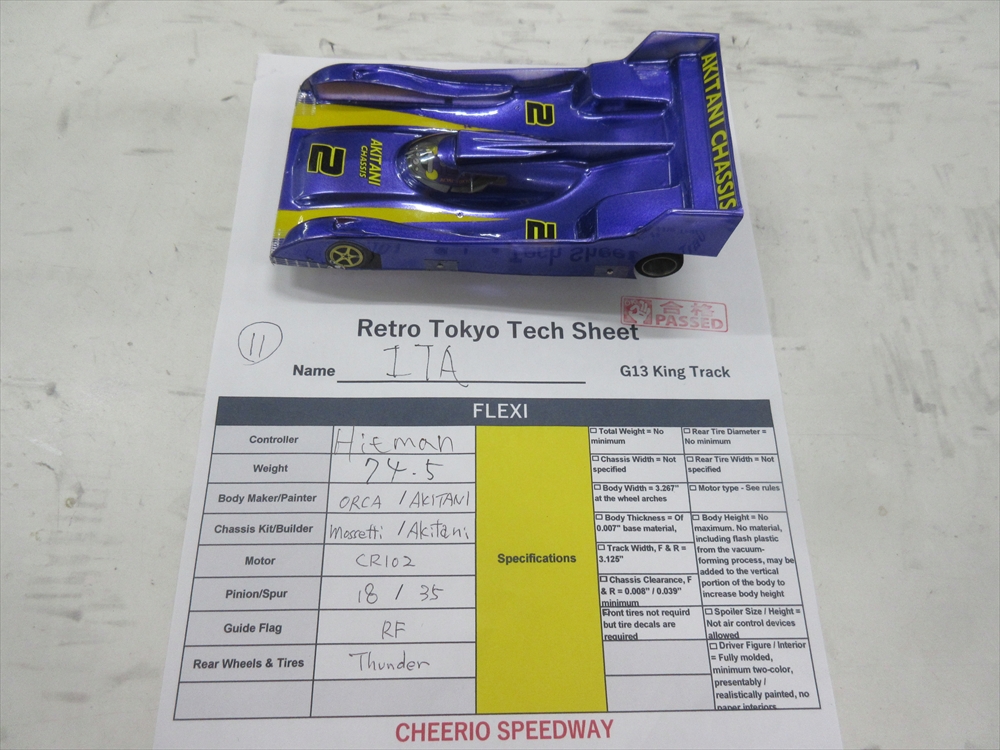 AKITANI CHASSIS
2
2
AKITANI
CHASSIS
2
合格
PASSED
11
Retro Tokyo Tech Sheet
Name ITA G13 King Track
FLEXI
Controller Hitman
Weight 74.5
Body Maker/Painter ORCA / AKITANI
Chassis Kit/Builder Mossetti / Akitani
Motor CR102
Pinion/Spur 18 / 35
Guide Flag RF
Rear Wheels & Tires Thunder
Specifications
Total Weight = No
minimum
Chassis Width = Not
specified
Body Width = 3.267"
at the wheel arches
Body Thickness = Of
0.007" base material,
Track Width, F & R =
3.125"
Chassis Clearance, F
& R = 0.008" / 0.039"
minimum
Front tires not requird
but tire decals are
required
Rear Tire Diameter =
No minimum
Rear Tire Width = Not
specified
Motor type - See rules
Body Height = No
maximum. No material,
including flash plastic
from the vacuum-
forming process, may be
added to the vertical
portion of the body to
increase body height
Spoiler Size / Height =
Not air control devices
allowed
Driver Figure / Interior
= Fully molded,
minimum two-color,
presentably /
realistically painted, no
paper interiors
CHEERIO SPEEDWAY